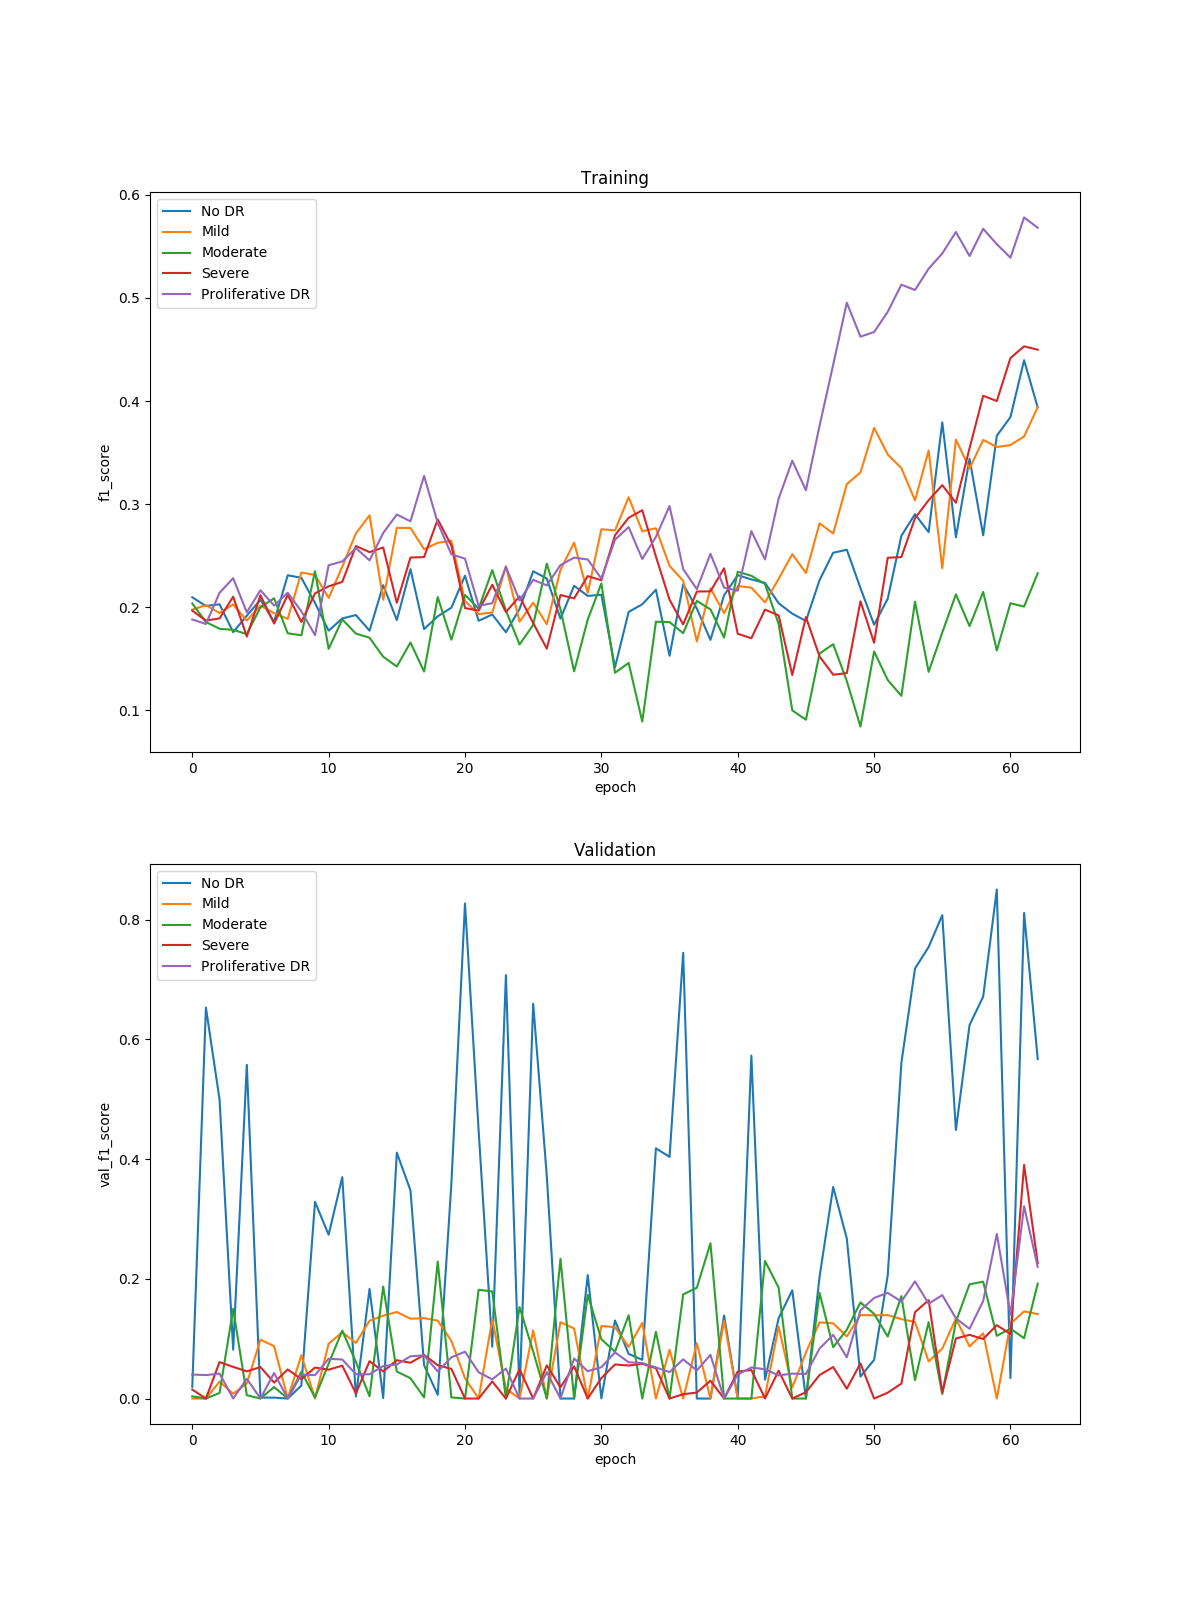 Training
0.6
0.5
0.4
0.3
0.2
0.1
f1_score
No DR
Mild
Moderate
Severe
Proliferative DR
0 10 20 30 40 50 60
epoch
Validation
0.8
0.6
0.4
0.2
0.0
val_f1_score
No DR
Mild
Moderate
Severe
Proliferative DR
0 10 20 30 40 50 60
epoch